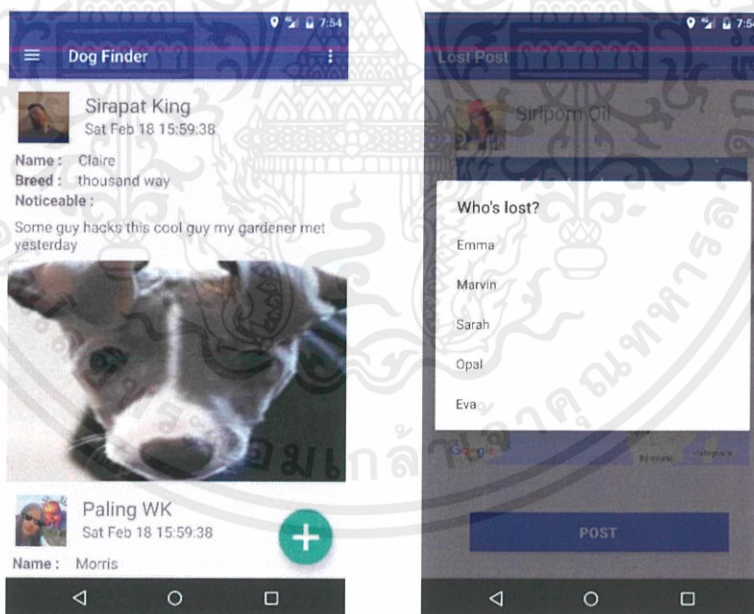 7:54
Dog Finder
Sirapat King
Sat Feb 18 15:59:38
Name : Claire
Breed : thousand way
Noticeable :
Some guy hacks this cool guy my gardener met
yesterday
Paling WK
Sat Feb 18 15:59:38
Name : Morris
7:54
Lost Post
Siriporn Oil
Who's lost?
Emma
Marvin
Sarah
Opal
Eva
Google
Madagascar
POST